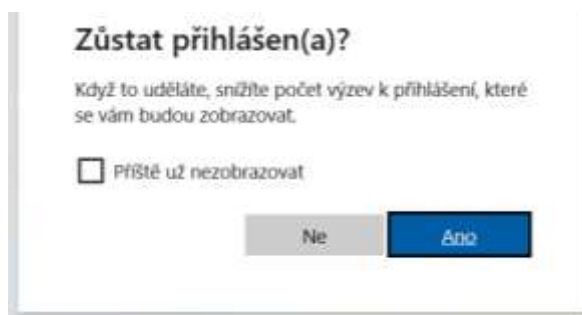 Zůstat přihlášen(a)?
Když to uděláte, snížíte počet výzev k přihlášení, které
se vám budou zobrazovat.
Příště už nezobrazovat
Ne
Ano